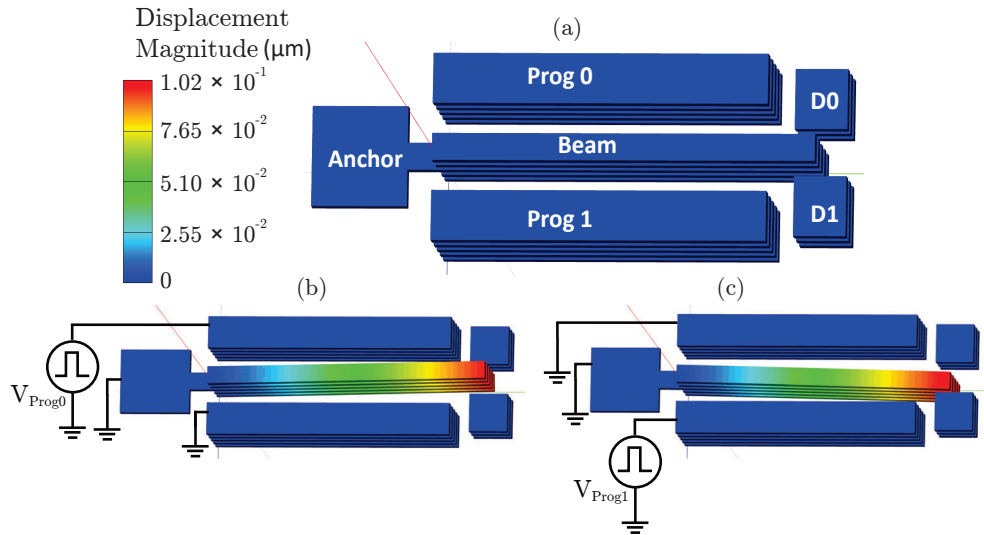 Displacement
Magnitude (μm)
1.02 × 10⁻¹
7.65 × 10⁻²
5.10 × 10⁻²
2.55 × 10⁻²
0
(a)
Prog 0
D0
Anchor
Beam
Prog 1
D1
(b)
V_Prog0
(c)
V_Prog1